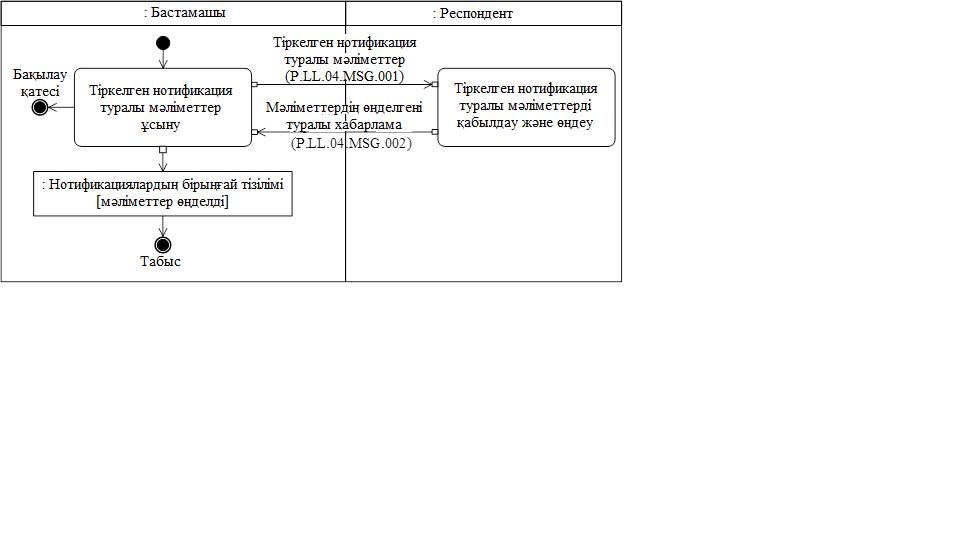 : Бастамашы
: Респондент
Тіркелген нотификация
туралы мәліметтер
(P.LL.04.MSG.001)
Бақылау
қатесі
Тіркелген нотификация
туралы мәліметтер
ұсыну
Тіркелген нотификация
туралы мәліметтерді
қабылдау және өңдеу
Мәліметтердің өңделгені
туралы хабарлама
(P.LL.04.MSG.002)
: Нотификациялардың бірыңғай тізілімі
[мәліметтер өңделді]
Табыс